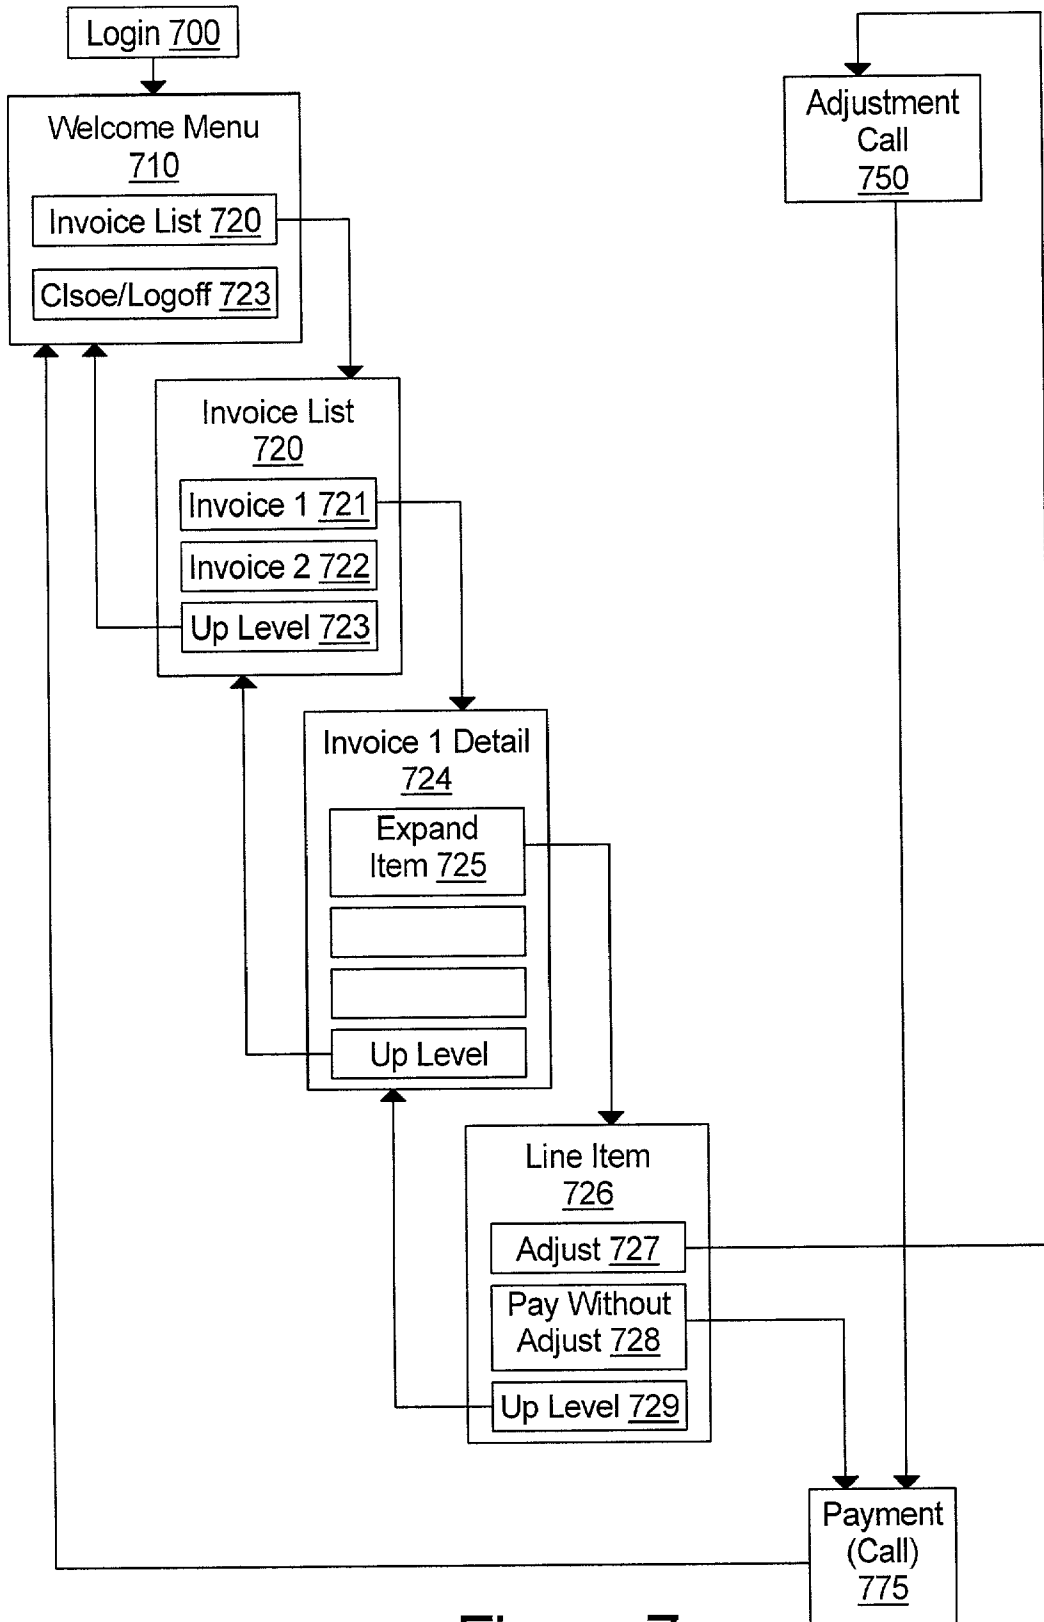 Login 700
Welcome Menu
710
Invoice List 720
Clsoe/Logoff 723
Adjustment
Call
750
Invoice List
720
Invoice 1 721
Invoice 2 722
Up Level 723
Invoice 1 Detail
724
Expand
Item 725
Up Level
Line Item
726
Adjust 727
Pay Without
Adjust 728
Up Level 729
Payment
(Call)
775